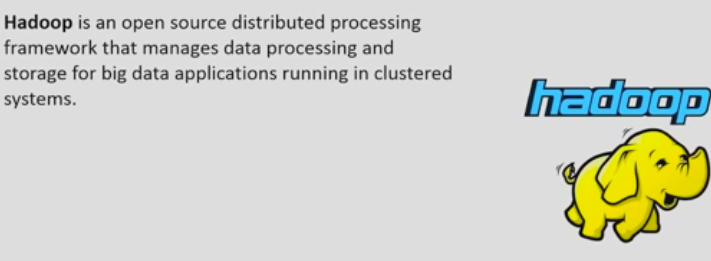 Hadoop is an open source distributed processing
framework that manages data processing and
storage for big data applications running in clustered
systems.
hadoop